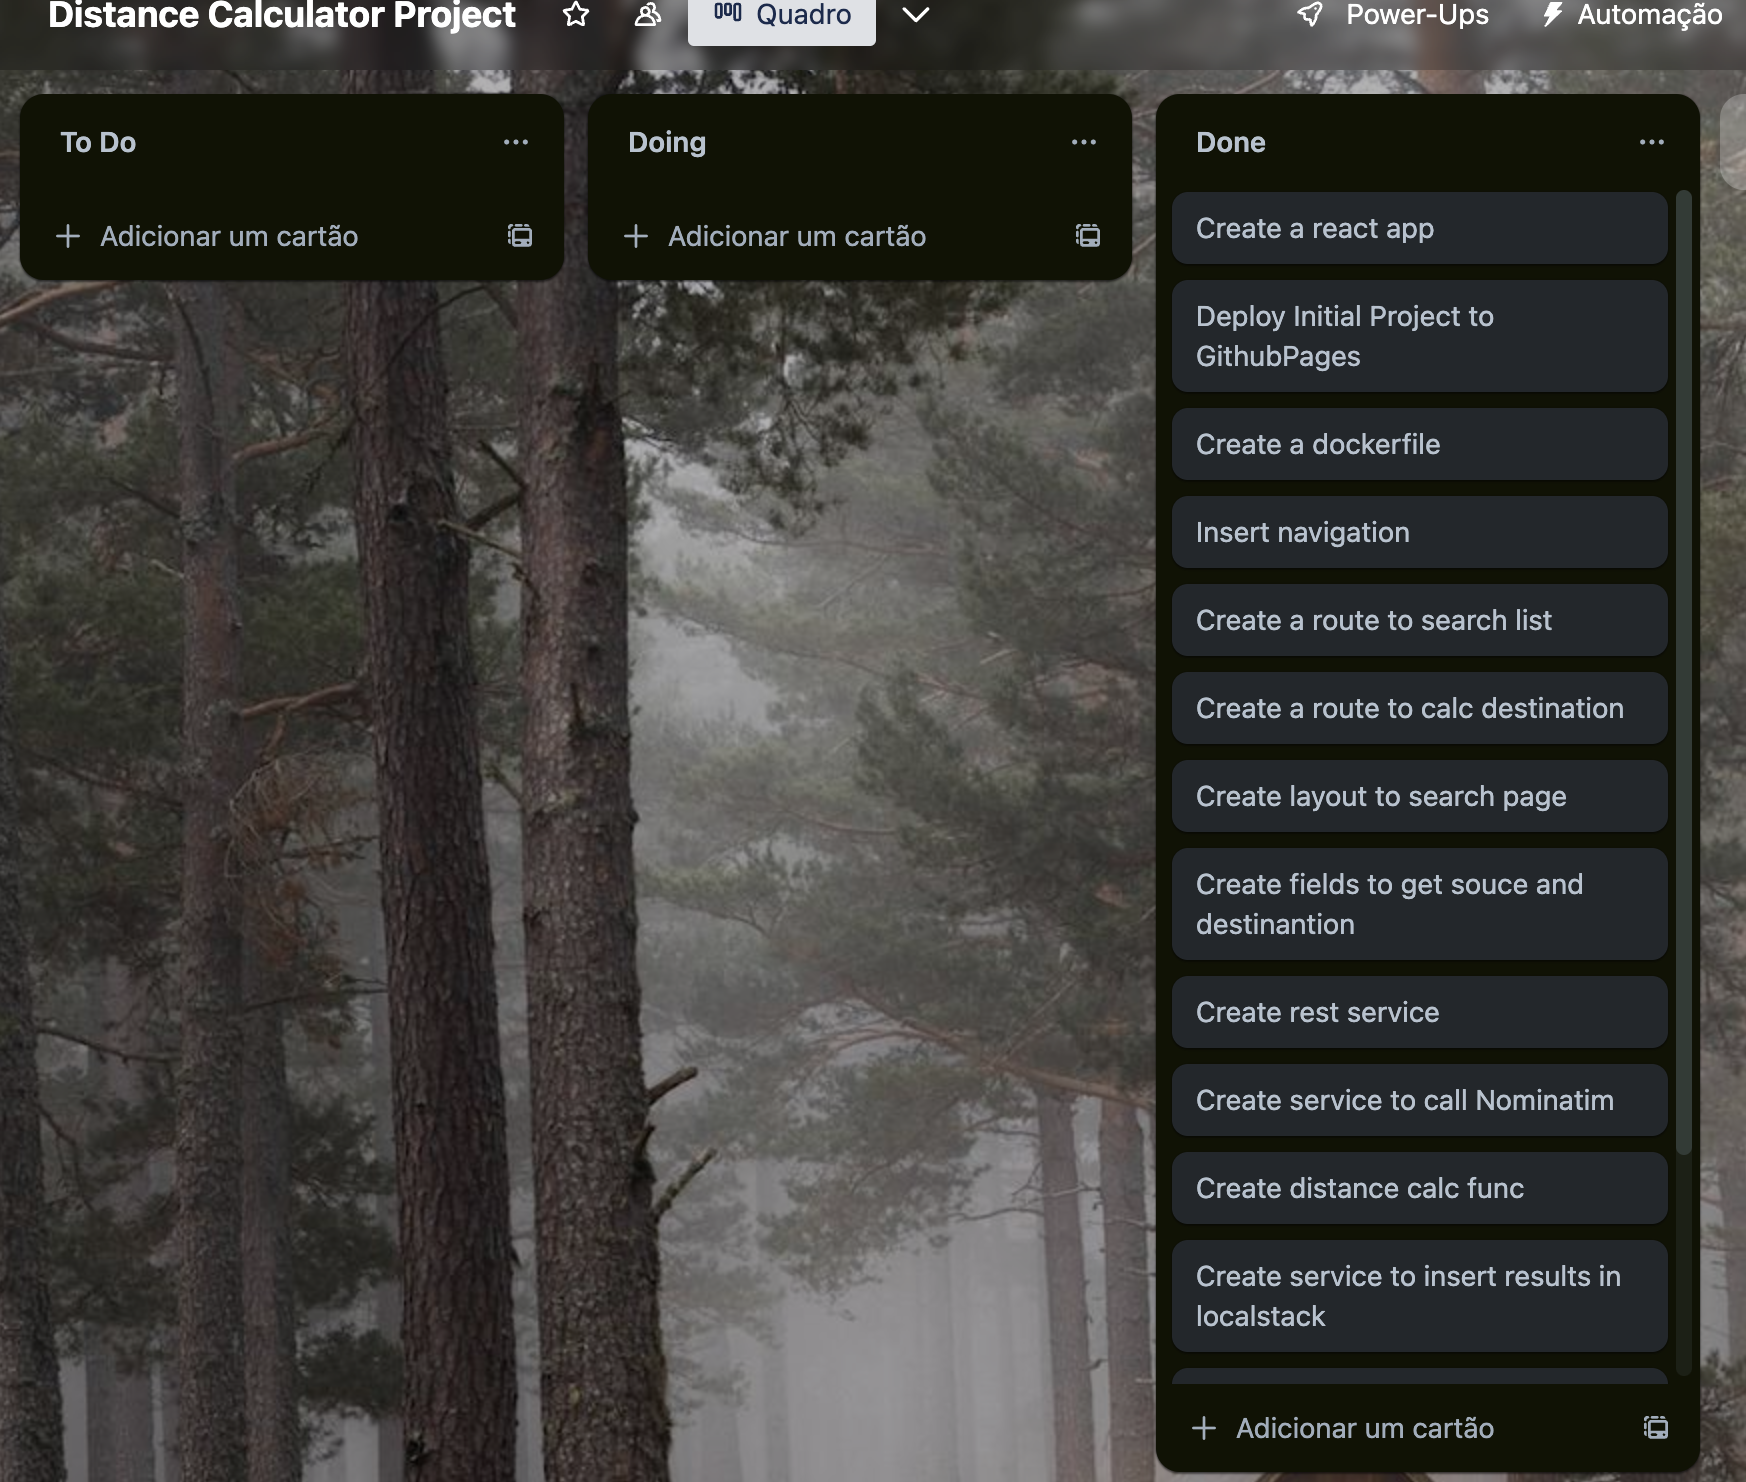 Distance Calculator Project
Quadro
Power-Ups
Automação
To Do
Adicionar um cartão
Doing
Adicionar um cartão
Done
Create a react app
Deploy Initial Project to
GithubPages
Create a dockerfile
Insert navigation
Create a route to search list
Create a route to calc destination
Create layout to search page
Create fields to get souce and
destinantion
Create rest service
Create service to call Nominatim
Create distance calc func
Create service to insert results in
localstack
Adicionar um cartão